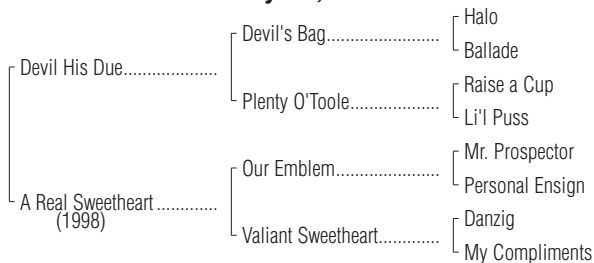 Halo
Devil's Bag....................
Ballade
Devil His Due....................
Raise a Cup
Plenty O'Toole..................
Li'l Puss
Mr. Prospector
Our Emblem.....................
Personal Ensign
A Real Sweetheart .............
(1998)
Danzig
Valiant Sweetheart.............
My Compliments